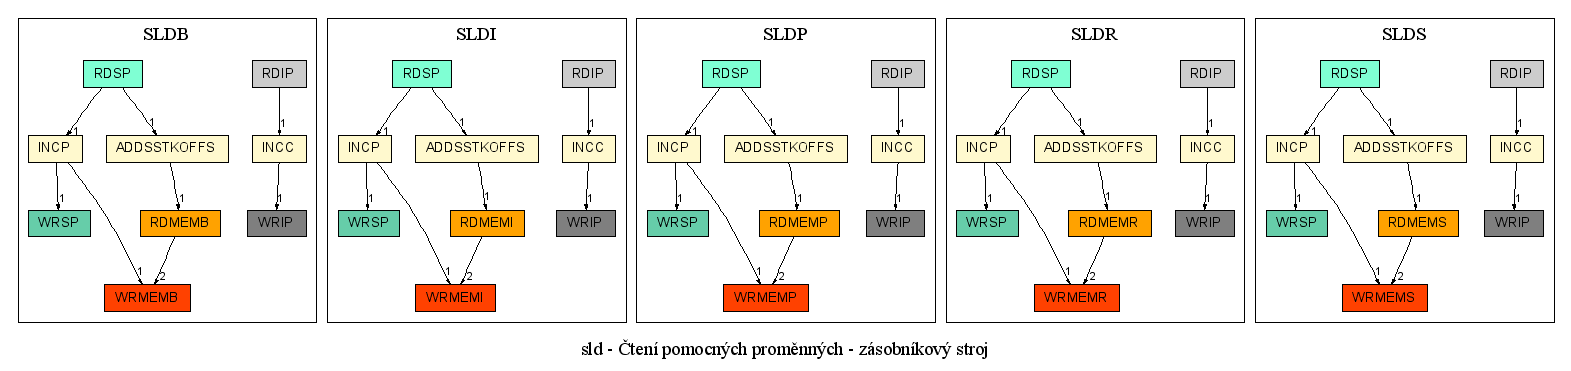 SLDB SLDI SLDP SLDR SLDS
RDSP RDIP RDSP RDIP RDSP RDIP RDSP RDIP RDSP RDIP
1 1 1 1 1 1 1 1 1 1 1 1 1 1 1
INCP ADDSSTKOFFS INCC INCP ADDSSTKOFFS INCC INCP ADDSSTKOFFS INCC INCP ADDSSTKOFFS INCC INCP ADDSSTKOFFS INCC
1 1 1 1 1 1 1 1 1 1 1 1 1 1 1
WRSP RDMEMB WRIP WRSP RDMEMI WRIP WRSP RDMEMP WRIP WRSP RDMEMR WRIP WRSP RDMEMS WRIP
1 2 1 2 1 2 1 2 1 2
WRMEMB WRMEMI WRMEMP WRMEMR WRMEMS
sld - Čtení pomocných proměnných - zásobníkový stroj